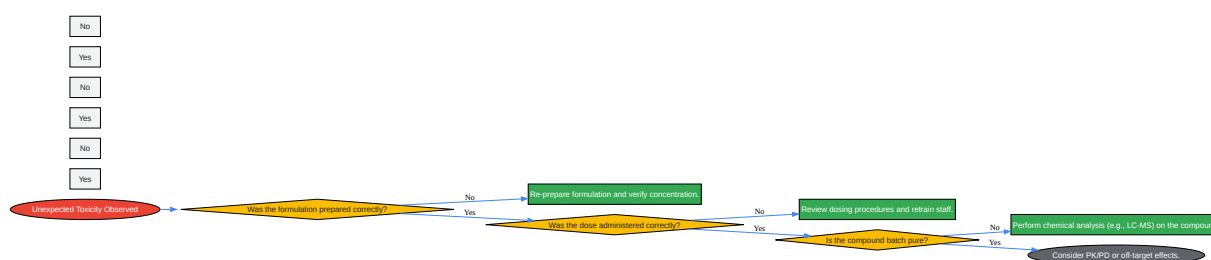 No
Yes
No
Yes
No
Yes
Unexpected Toxicity Observed
Was the formulation prepared correctly?
No
Yes
Re-prepare formulation and verify concentration.
Was the dose administered correctly?
No
Yes
Review dosing procedures and retrain staff.
Is the compound batch pure?
No
Yes
Perform chemical analysis (e.g., LC-MS) on the compour
Consider PK/PD or off-target effects.